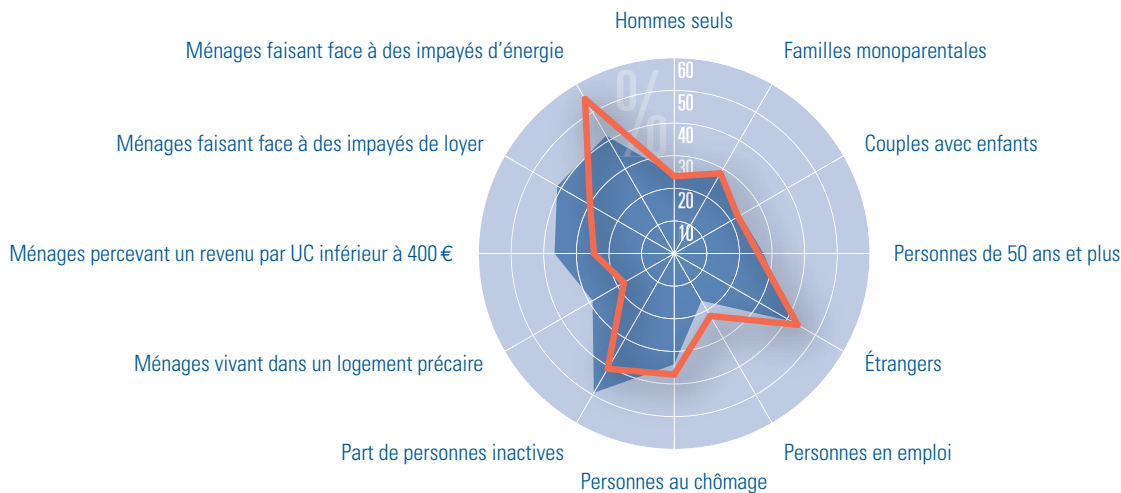 Hommes seuls
Ménages faisant face à des impayés d’énergie
Familles monoparentales
%
%
60
50
40
30
20
10
Ménages faisant face à des impayés de loyer
Couples avec enfants
Ménages percevant un revenu par UC inférieur à 400 €
Personnes de 50 ans et plus
Ménages vivant dans un logement précaire
Étrangers
Part de personnes inactives
Personnes en emploi
Personnes au chômage